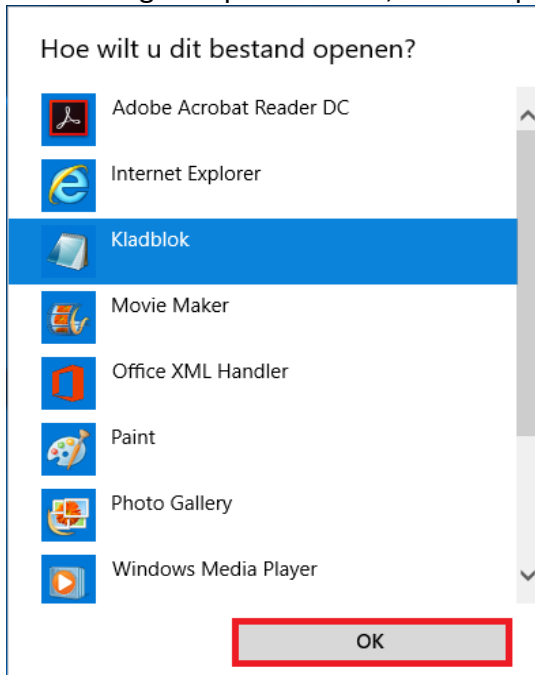 Hoe wilt u dit bestand openen?
Adobe Acrobat Reader DC
Internet Explorer
Kladblok
Movie Maker
Office XML Handler
Paint
Photo Gallery
Windows Media Player
OK